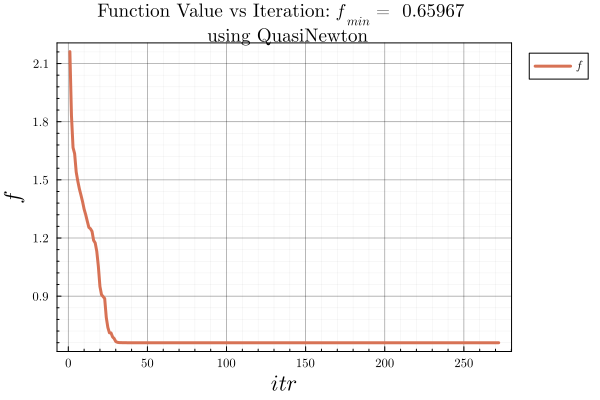 Function Value vs Iteration: f_min = 0.65967
using QuasiNewton
f
2.1
1.8
1.5
1.2
0.9
f
0
50
100
150
200
250
itr